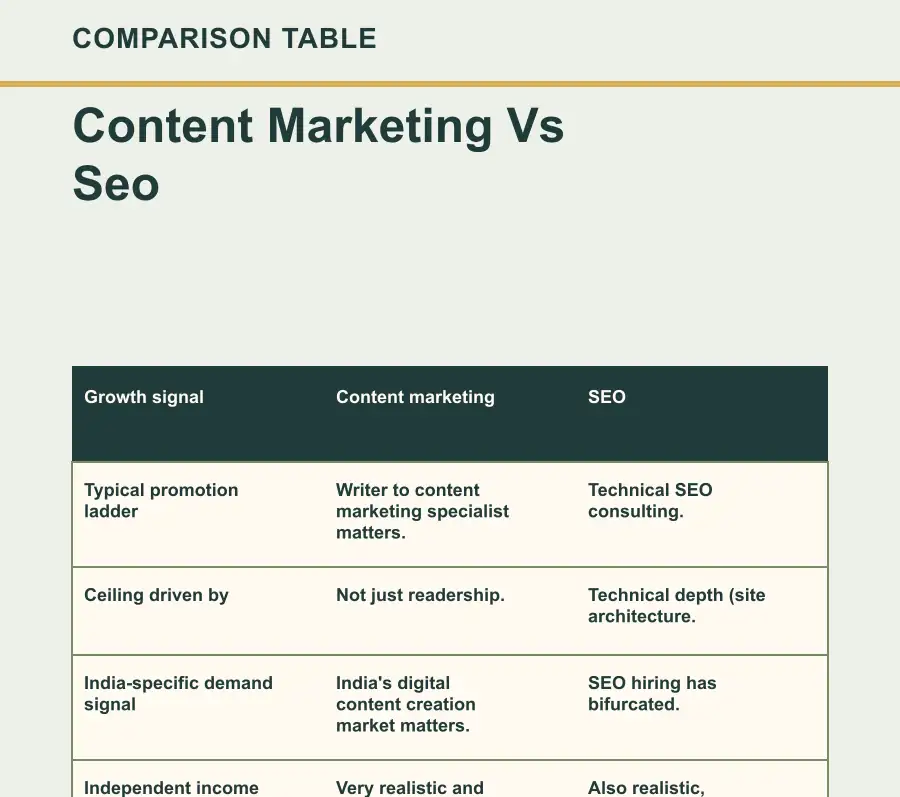 COMPARISON TABLE
Content Marketing Vs
Seo
Growth signal
Content marketing
SEO
Typical promotion
ladder
Writer to content
marketing specialist
matters.
Technical SEO
consulting.
Ceiling driven by
Not just readership.
Technical depth (site
architecture.
India-specific demand
signal
India's digital
content creation
market matters.
SEO hiring has
bifurcated.
Independent income
Very realistic and
Also realistic,